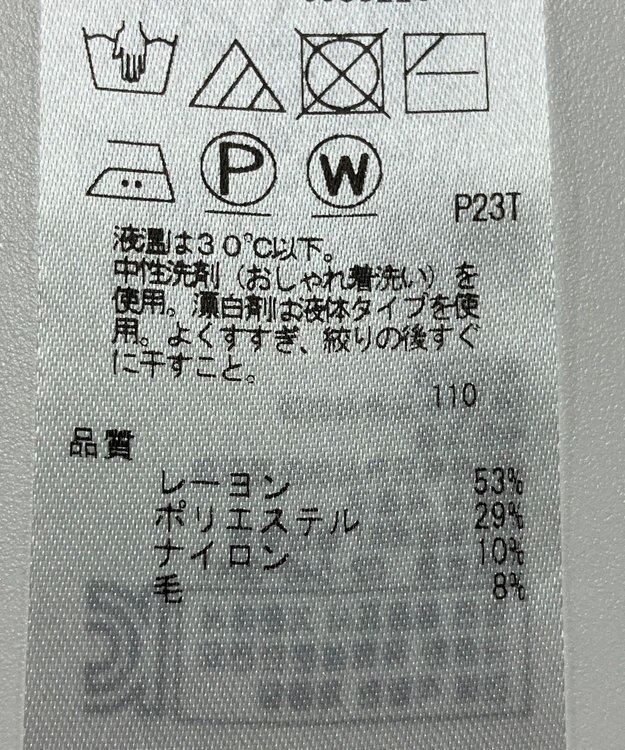 P
W
P23T
液温は30℃以下。
中性洗剤（おしゃれ着洗い）を
使用。漂白剤は液体タイプを使
用。よくすすぎ、絞りの後すぐ
に干すこと。
110
品質
レーヨン 53%
ポリエステル 29%
ナイロン 10%
毛 8%